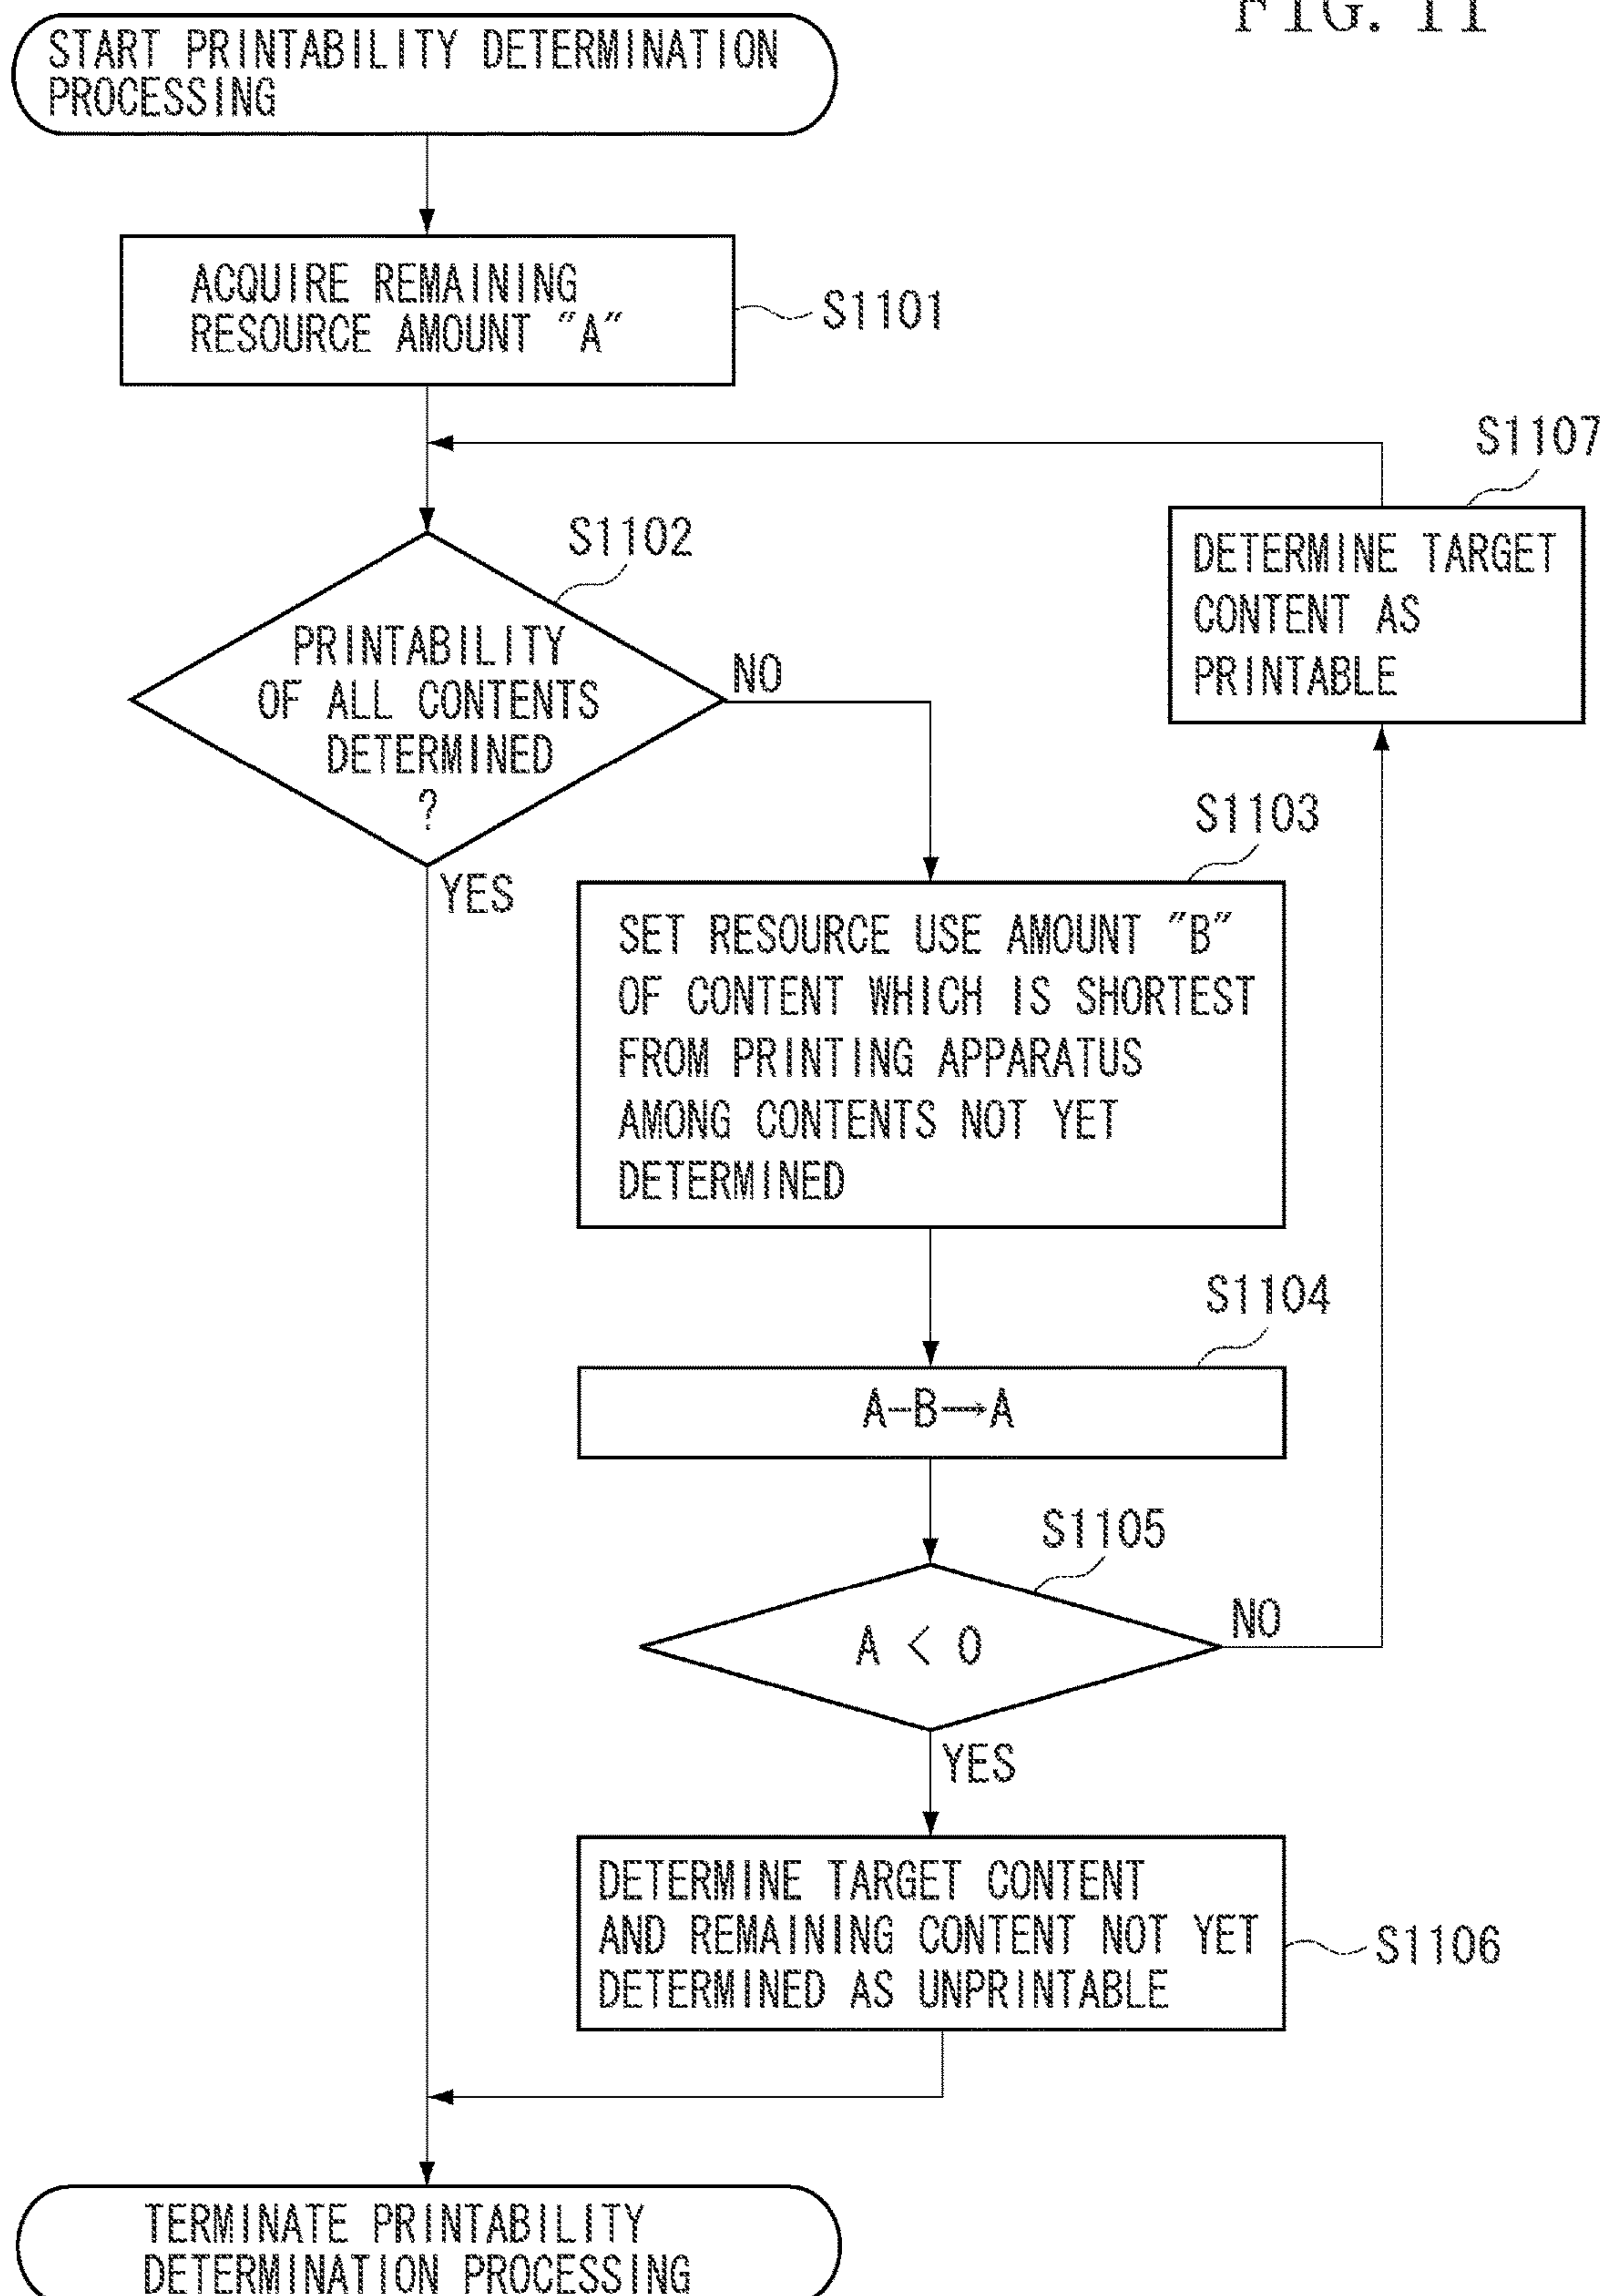 FIG. 11
START PRINTABILITY DETERMINATION
PROCESSING
ACQUIRE REMAINING
RESOURCE AMOUNT "A"
S1101
S1107
DETERMINE TARGET
CONTENT AS
PRINTABLE
S1102
PRINTABILITY
OF ALL CONTENTS
DETERMINED
?
NO
YES
S1103
SET RESOURCE USE AMOUNT "B"
OF CONTENT WHICH IS SHORTEST
FROM PRINTING APPARATUS
AMONG CONTENTS NOT YET
DETERMINED
S1104
A-B→A
S1105
A < 0
NO
YES
DETERMINE TARGET CONTENT
AND REMAINING CONTENT NOT YET
DETERMINED AS UNPRINTABLE
S1106
TERMINATE PRINTABILITY
DETERMINATION PROCESSING